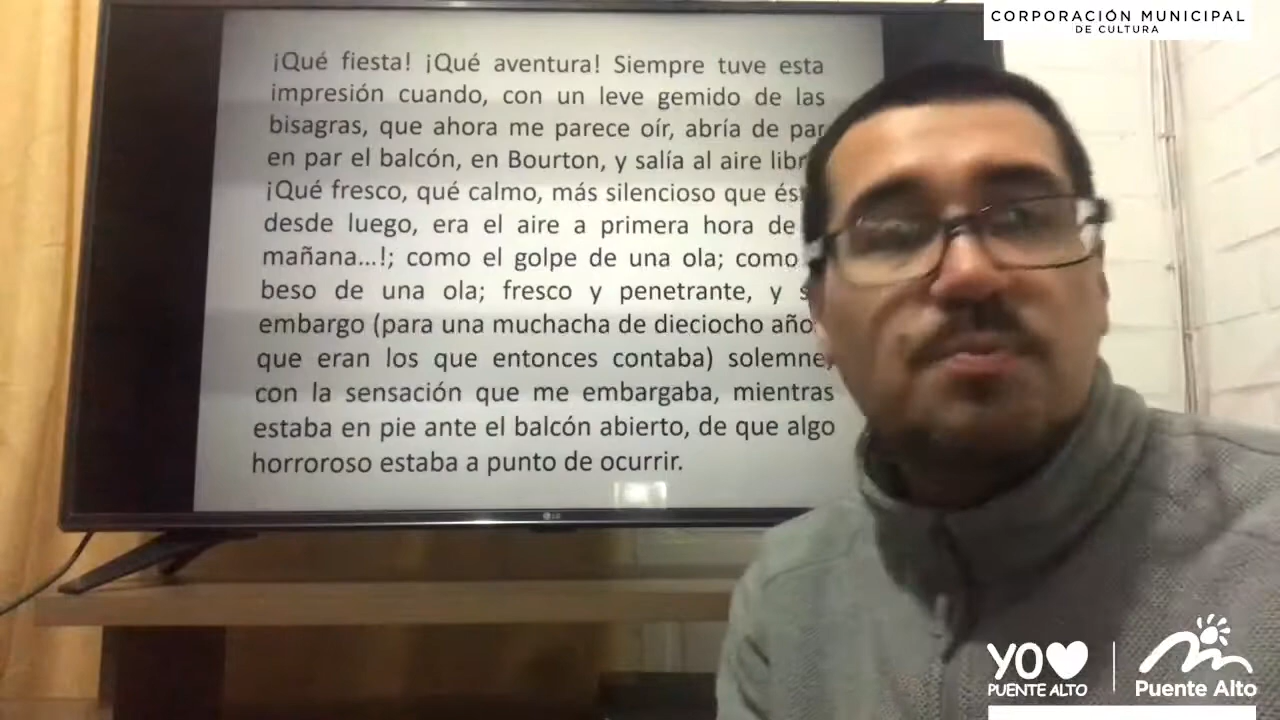 CORPORACIÓN MUNICIPAL
DE CULTURA
¡Qué fiesta! ¡Qué aventura! Siempre tuve esta
impresión cuando, con un leve gemido de las
bisagras, que ahora me parece oír, abría de par
en par el balcón, en Bourton, y salía al aire
¡Qué fresco, qué calmo, más silencioso que
desde luego, era el aire a primera hora de
mañana...!; como el golpe de una ola; como
beso de una ola; fresco y penetrante, y
embargo (para una muchacha de dieciocho
que eran los que entonces contaba) solemne,
con la sensación que me embargaba, mientras
estaba en pie ante el balcón abierto, de que algo
horroroso estaba a punto de ocurrir.
LG
YO
PUENTE ALTO
Puente Alto